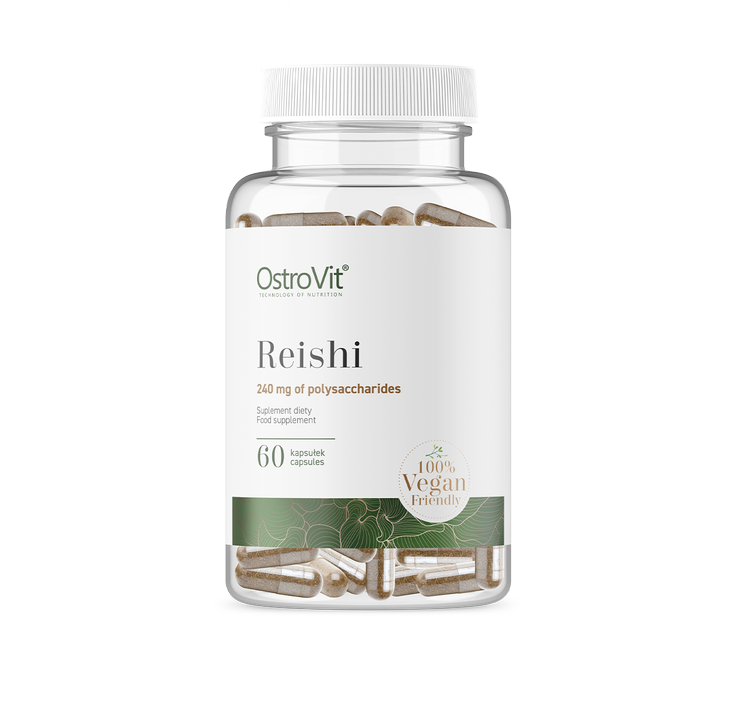 OstroVit®
TECHNOLOGY OF NUTRITION
Reishi
240 mg of polysaccharides
Suplement diety
Food supplement
60 kapsułek
capsules
100%
Vegan
Friendly